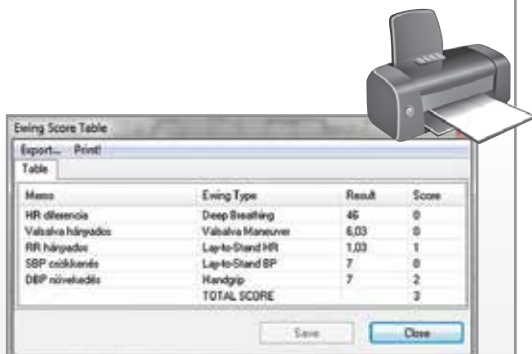 Ewing Score Table
Export... Print!
Table
Memo Ewing Type Result Score
HR diferencia Deep Breathing 46 0
Valsalva hányados Valsalva Maneuver 6,03 0
RR hányados Lay-to-Stand HR 1,03 1
SBP csökkenés Lay-to-Stand BP 7 0
DBP növekedés Handgrip 7 2
TOTAL SCORE 3
Save Close